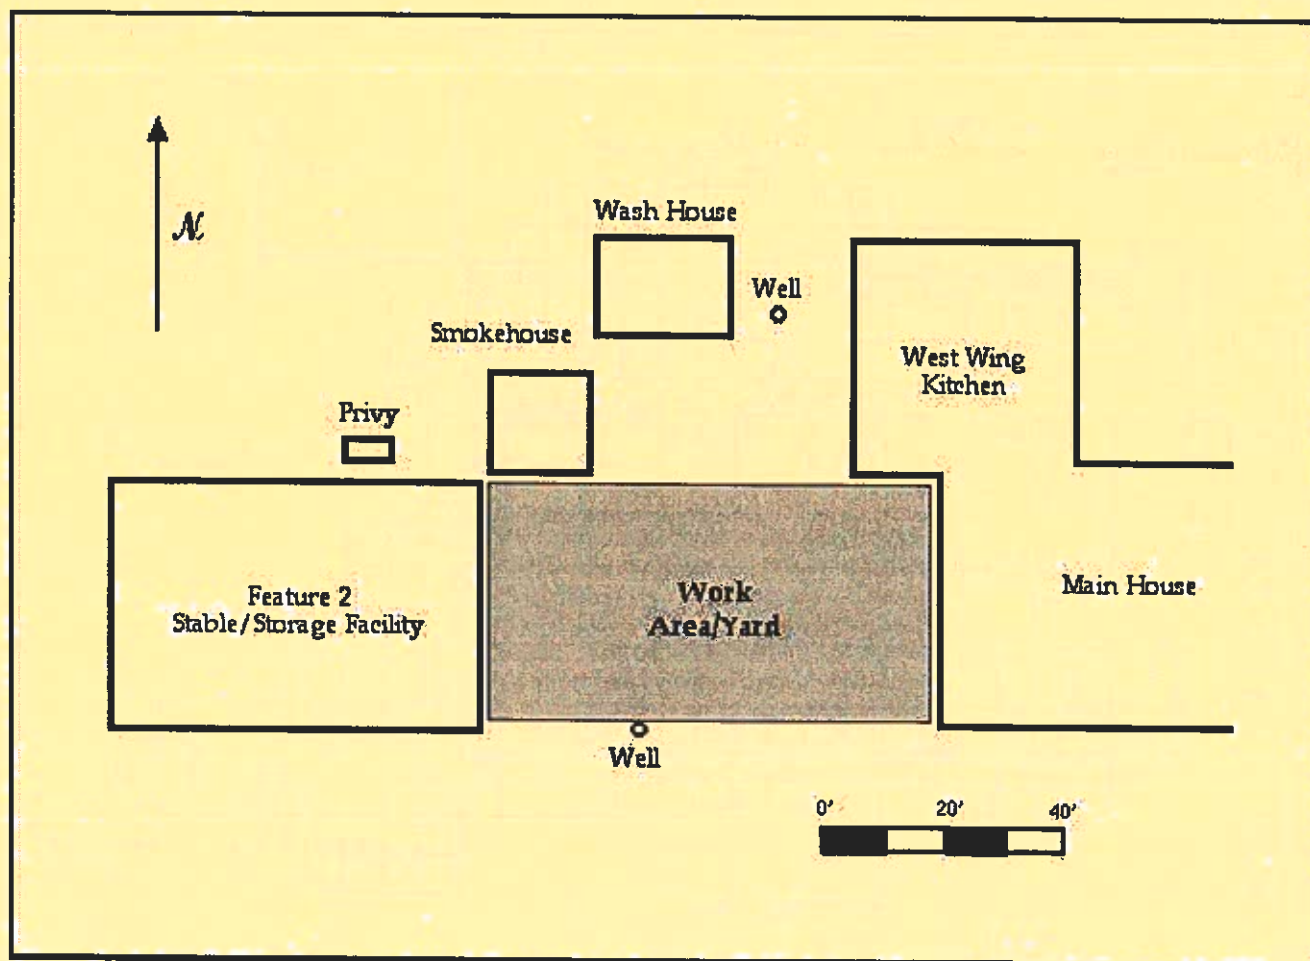 N
Wash House
Well
Smokehouse
West Wing
Kitchen
Privy
Feature 2
Stable/Storage Facility
Work
Area/Yard
Main House
Well
0' 20' 40'